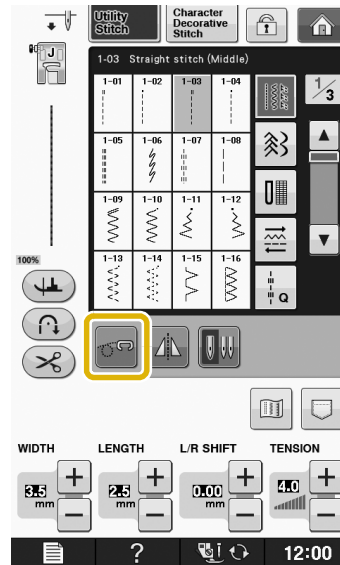 Utility Stitch
Character Decorative Stitch
J
1-03 Straight stitch (Middle)
1/3
1-01 1-02 1-03 1-04
1-05 1-06 1-07 1-08
1-09 1-10 1-11 1-12
1-13 1-14 1-15 1-16
100%
Q
WIDTH LENGTH L/R SHIFT TENSION
3.5 mm 2.5 mm 0.00 mm 4.0
? 12:00